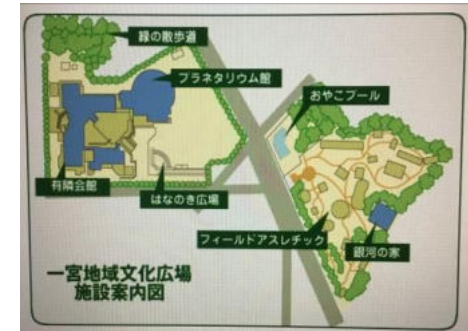 緑の散歩道
プラネタリウム館
おやこプール
有隣会館
はなのき広場
フィールドアスレチック
銀河の家
一宮地域文化広場
施設案内図